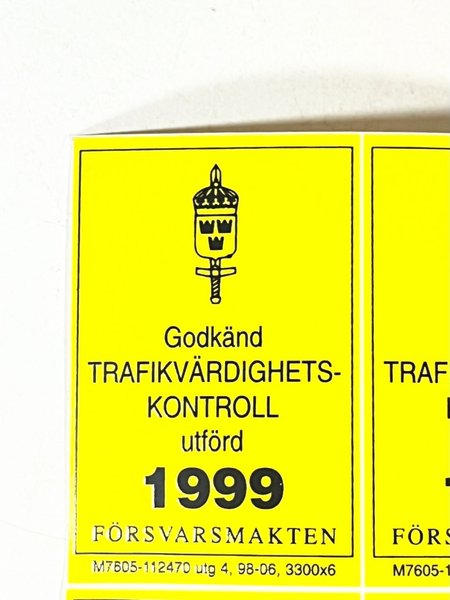 Godkänd
TRAFIKVÄRDIGHETS-
KONTROLL
utförd
1999
FÖRSVARSMAKTEN
M7605-112470 utg 4, 98-06, 3300x6
TRAF
FÖRS
M7605-1